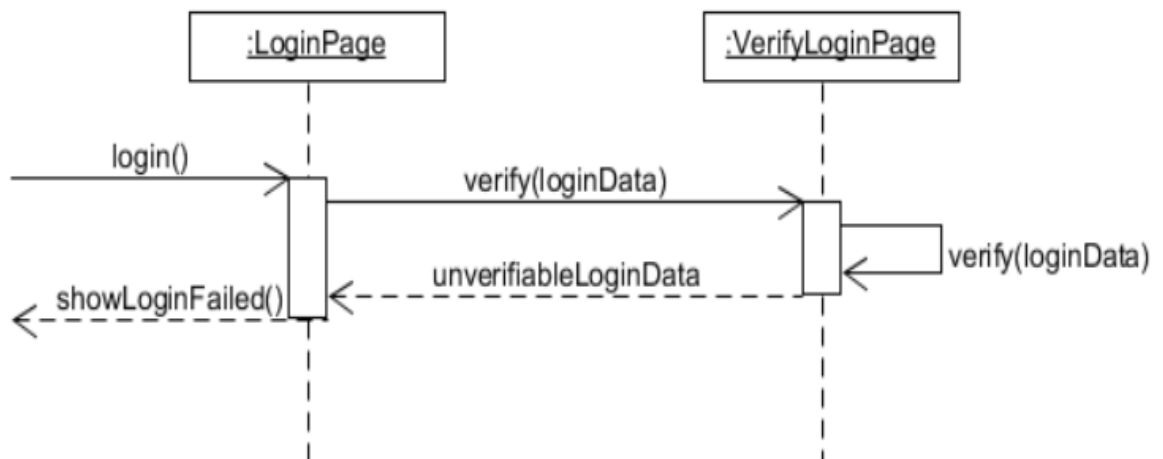 :LoginPage
:VerifyLoginPage
login()
verify(loginData)
verify(loginData)
unverifiableLoginData
showLoginFailed()